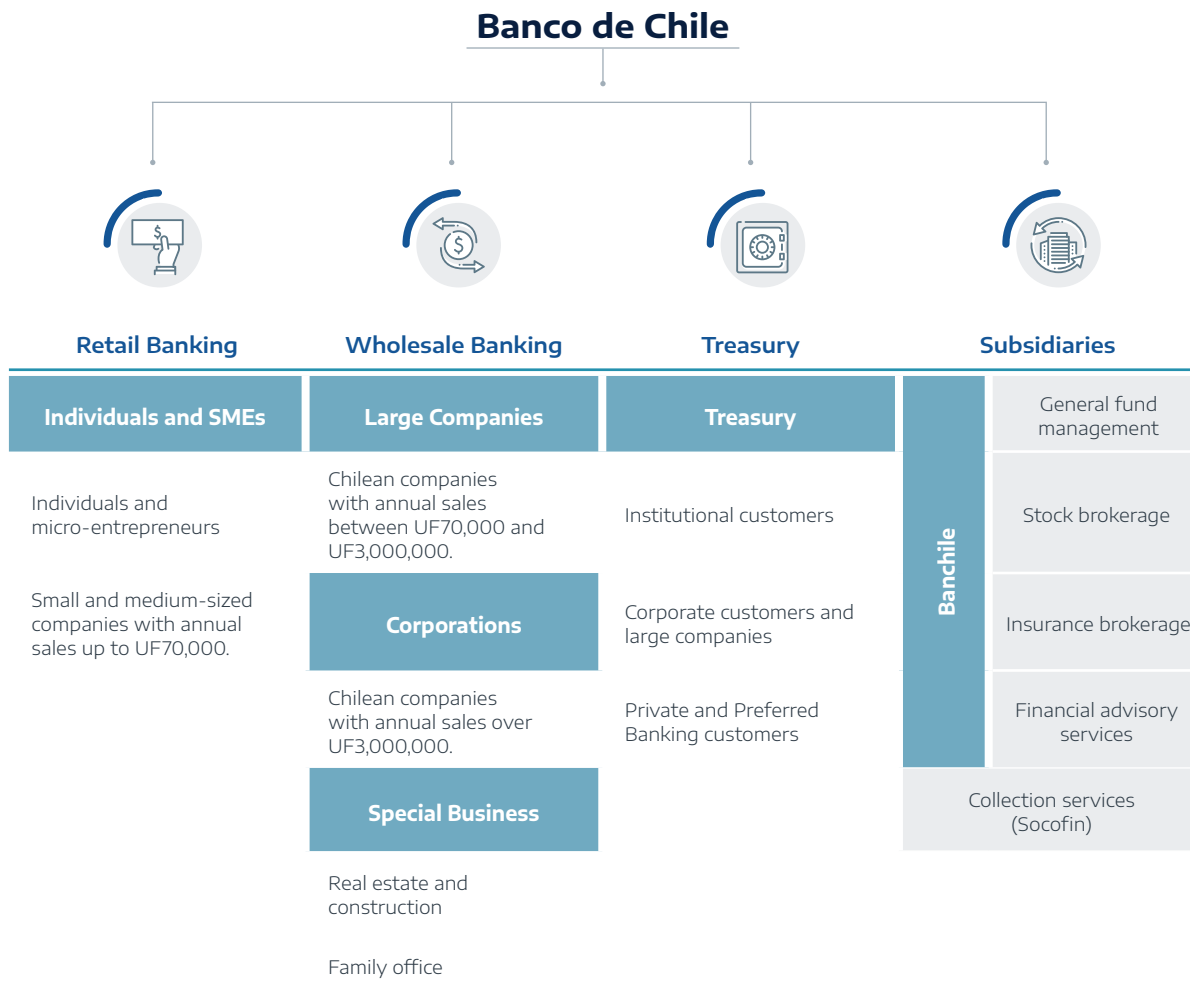 Banco de Chile
$
$
Retail Banking
Individuals and SMEs
Individuals and
micro-entrepreneurs
Small and medium-sized
companies with annual
sales up to UF70,000.
Wholesale Banking
Large Companies
Chilean companies
with annual sales
between UF70,000 and
UF3,000,000.
Corporations
Chilean companies
with annual sales over
UF3,000,000.
Special Business
Real estate and
construction
Family office
Treasury
Treasury
Institutional customers
Corporate customers and
large companies
Private and Preferred
Banking customers
Subsidiaries
Banchile
General fund
management
Stock brokerage
Insurance brokerage
Financial advisory
services
Collection services
(Socofin)